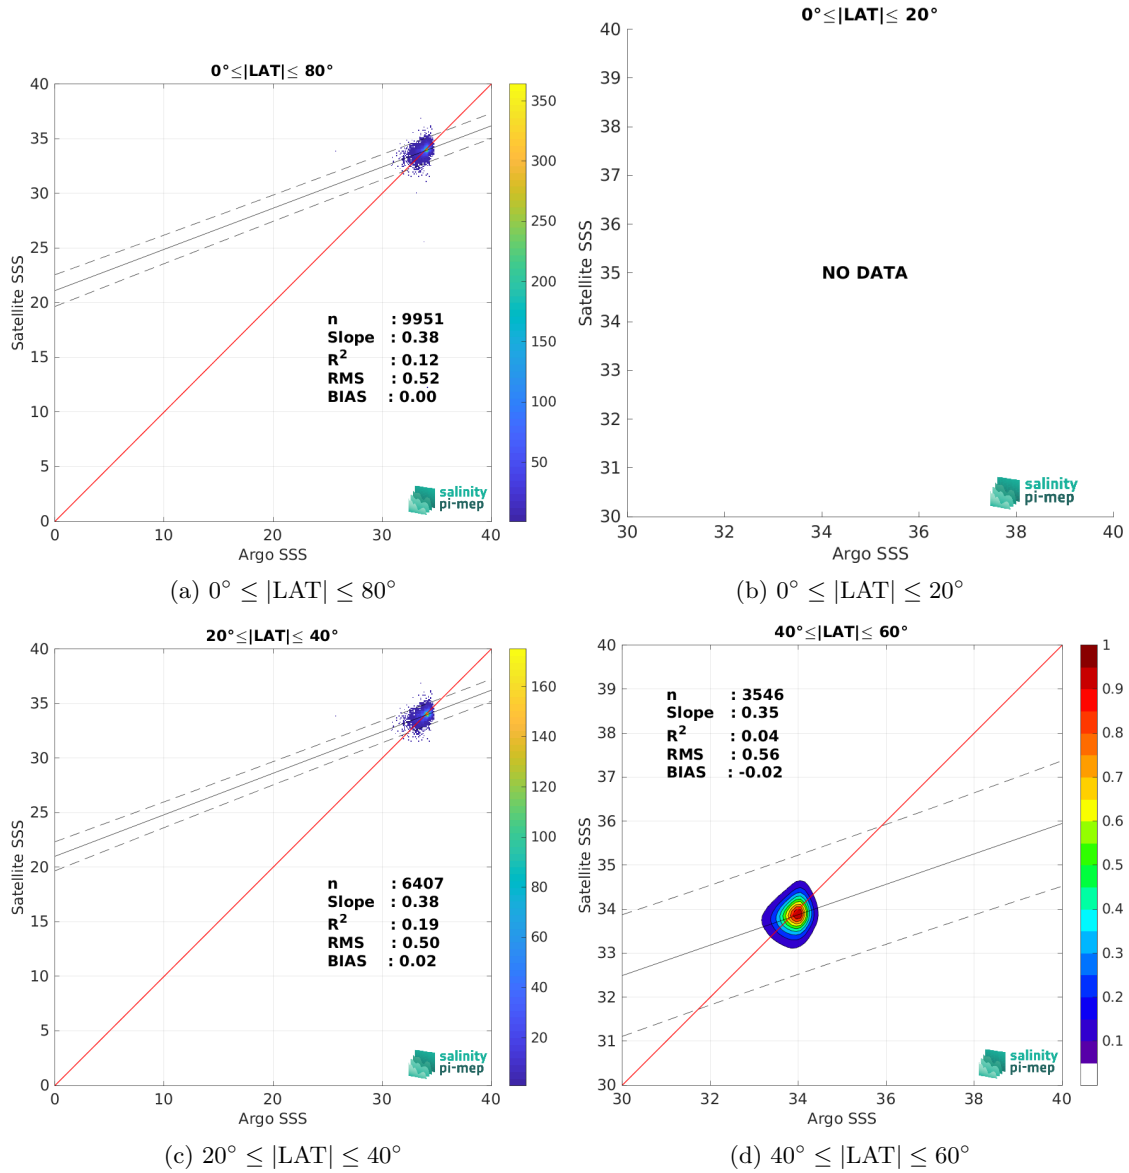 0°≤|LAT|≤ 80°
40
35
30
25
20
15
10
5
0
0
10
20
30
40
Satellite SSS
Argo SSS
n : 9951
Slope : 0.38
R² : 0.12
RMS : 0.52
BIAS : 0.00
350
300
250
200
150
100
50
salinity
pi-mep
(a) 0° ≤ |LAT| ≤ 80°
0°≤|LAT|≤ 20°
40
39
38
37
36
35
34
33
32
31
30
30
32
34
36
38
40
Satellite SSS
Argo SSS
NO DATA
salinity
pi-mep
(b) 0° ≤ |LAT| ≤ 20°
20°≤|LAT|≤ 40°
40
35
30
25
20
15
10
5
0
0
10
20
30
40
Satellite SSS
Argo SSS
n : 6407
Slope : 0.38
R² : 0.19
RMS : 0.50
BIAS : 0.02
160
140
120
100
80
60
40
20
salinity
pi-mep
(c) 20° ≤ |LAT| ≤ 40°
40°≤|LAT|≤ 60°
40
39
38
37
36
35
34
33
32
31
30
30
32
34
36
38
40
Satellite SSS
Argo SSS
n : 3546
Slope : 0.35
R² : 0.04
RMS : 0.56
BIAS : -0.02
1
0.9
0.8
0.7
0.6
0.5
0.4
0.3
0.2
0.1
salinity
pi-mep
(d) 40° ≤ |LAT| ≤ 60°